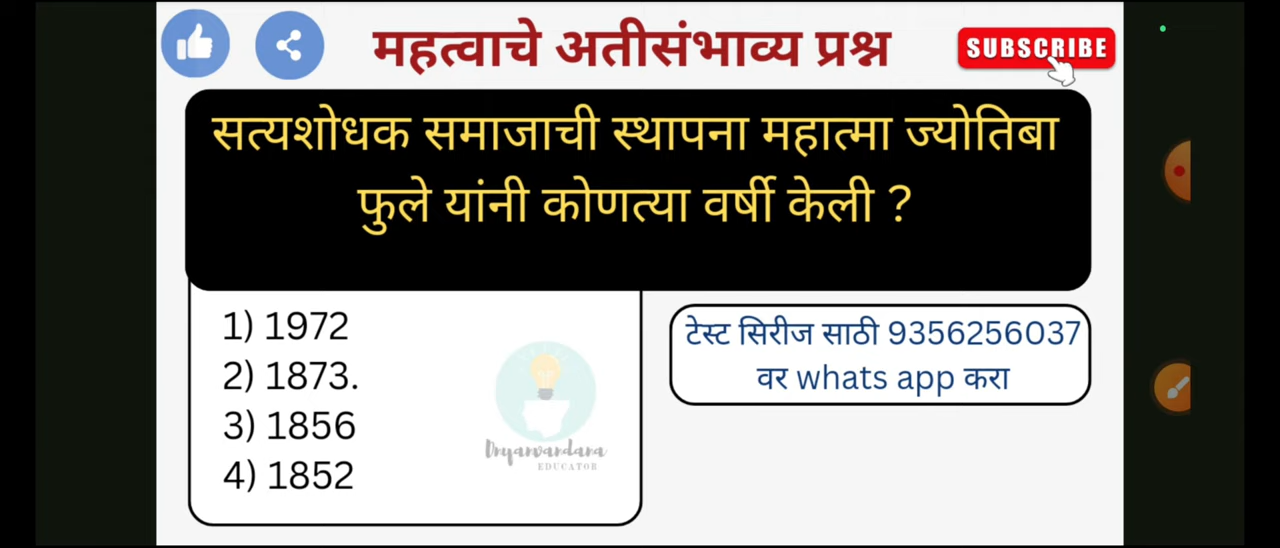 महत्वाचे अतीसंभाव्य प्रश्न
SUBSCRIBE
सत्यशोधक समाजाची स्थापना महात्मा ज्योतिबा
फुले यांनी कोणत्या वर्षी केली ?
1) 1972
2) 1873.
3) 1856
4) 1852
टेस्ट सिरीज साठी 9356256037
वर whats app करा
Dnyanvandana
EDUCATOR